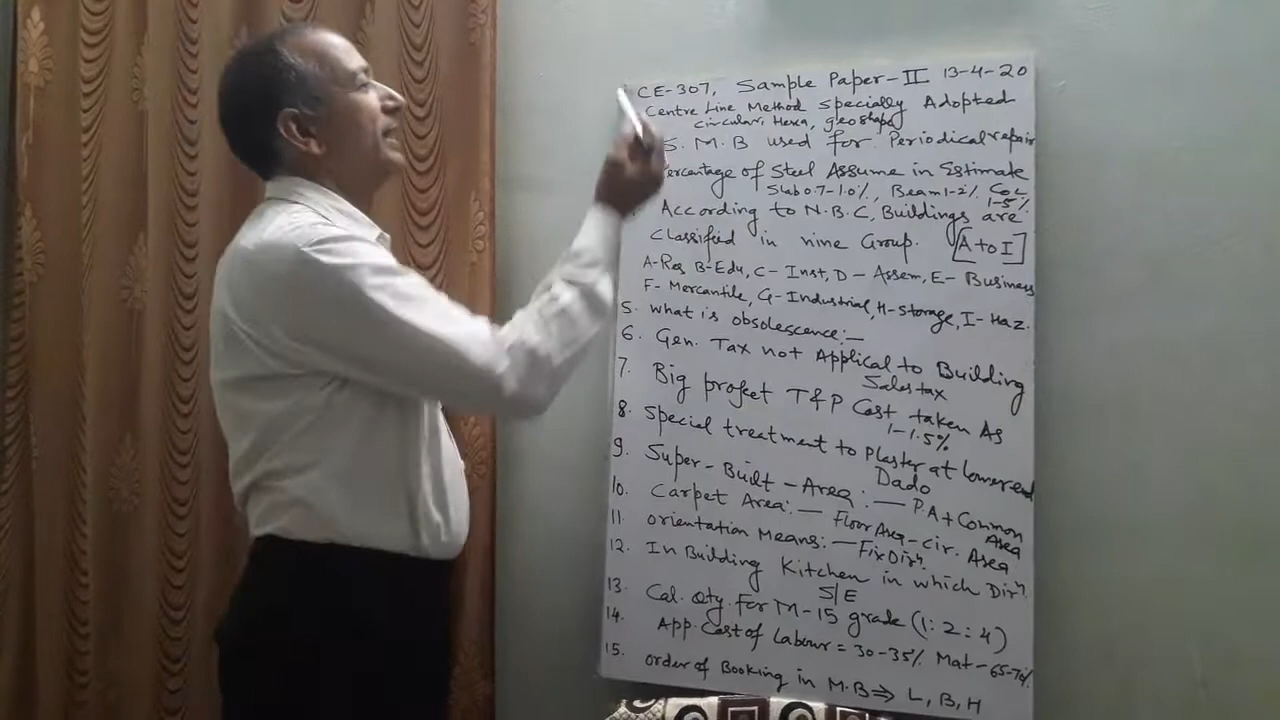 CE-307, Sample Paper-II 13-4-20
Centre Line Method specially Adopted
circular, Hexa, geoshape
S. M. B used for Periodical repair
ercentage of Steel Assume in Estimate
Slab 0.7-1.0%, Beam 1-2% Col
1-5%
According to N.B.C, Buildings are
classified in nine Group. [A to I]
A-Res B-Edu, C- Inst, D- Assem, E- Business
F- Mercantile, G-Industrial, H-Storage, I- Haz.
5. what is obsolescence:-
6. Gen. Tax not Applical to Building
Sales tax
7. Big project T&P Cost taken As
1-1.5%
8. Special treatment to Plaster at lower end
Dado
9. Super-Built-Area:- P.A + Common
Area
10. Carpet Area:- Floor Area-cir. Area
11. orientation Means:- Fix Dirⁿ.
12. In Building Kitchen in which Dirⁿ.
S/E
13. Cal. Qty. For M-15 grade (1:2:4)
14. App. Cost of Labour = 30-35% Mat-65-70%
15. order of Booking in M.B ⇒ L, B, H